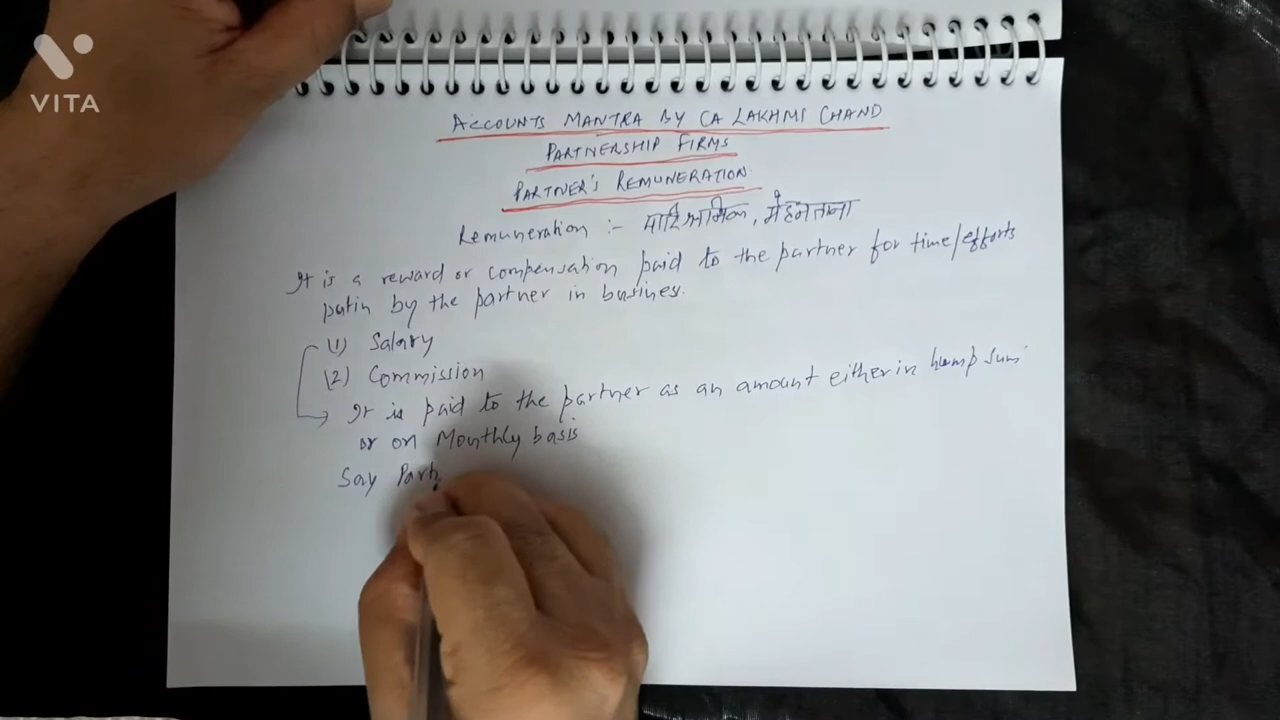 VITA
ACCOUNTS MANTRA BY CA LAKHMI CHAND
PARTNERSHIP FIRMS
PARTNER'S REMUNERATION
Remuneration :- पारिश्रमिक, मेहनताना
It is a reward or compensation paid to the partner for time/efforts
putin by the partner in business.
(1) Salary
(2) Commission
It is paid to the partner as an amount either in lump sum
or on Monthly basis
Say Part